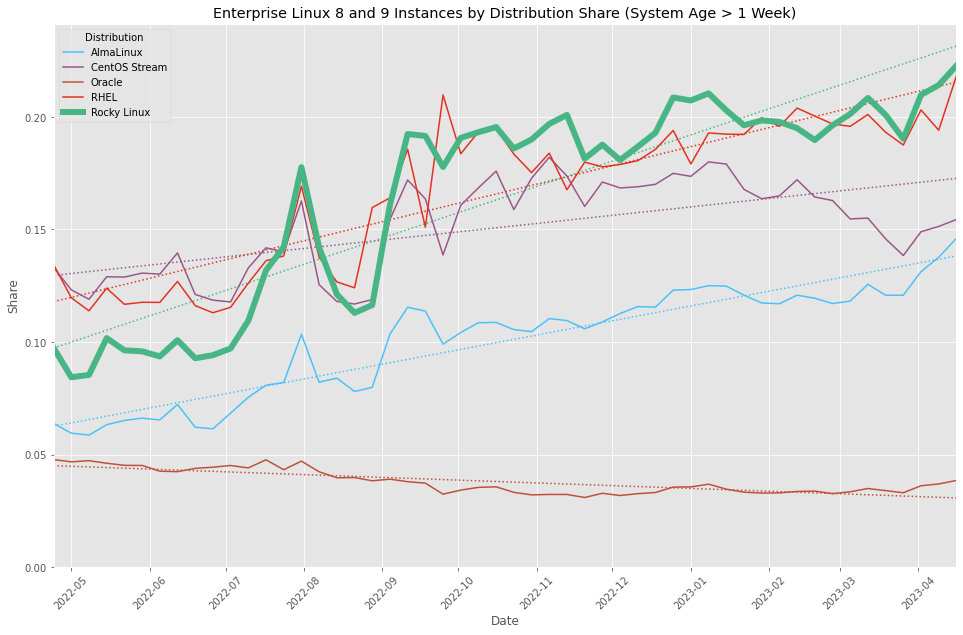 Enterprise Linux 8 and 9 Instances by Distribution Share (System Age > 1 Week)
Distribution
AlmaLinux
CentOS Stream
Oracle
RHEL
Rocky Linux
Share
0.20
0.15
0.10
0.05
0.00
2022-05
2022-06
2022-07
2022-08
2022-09
2022-10
2022-11
2022-12
2023-01
2023-02
2023-03
2023-04
Date